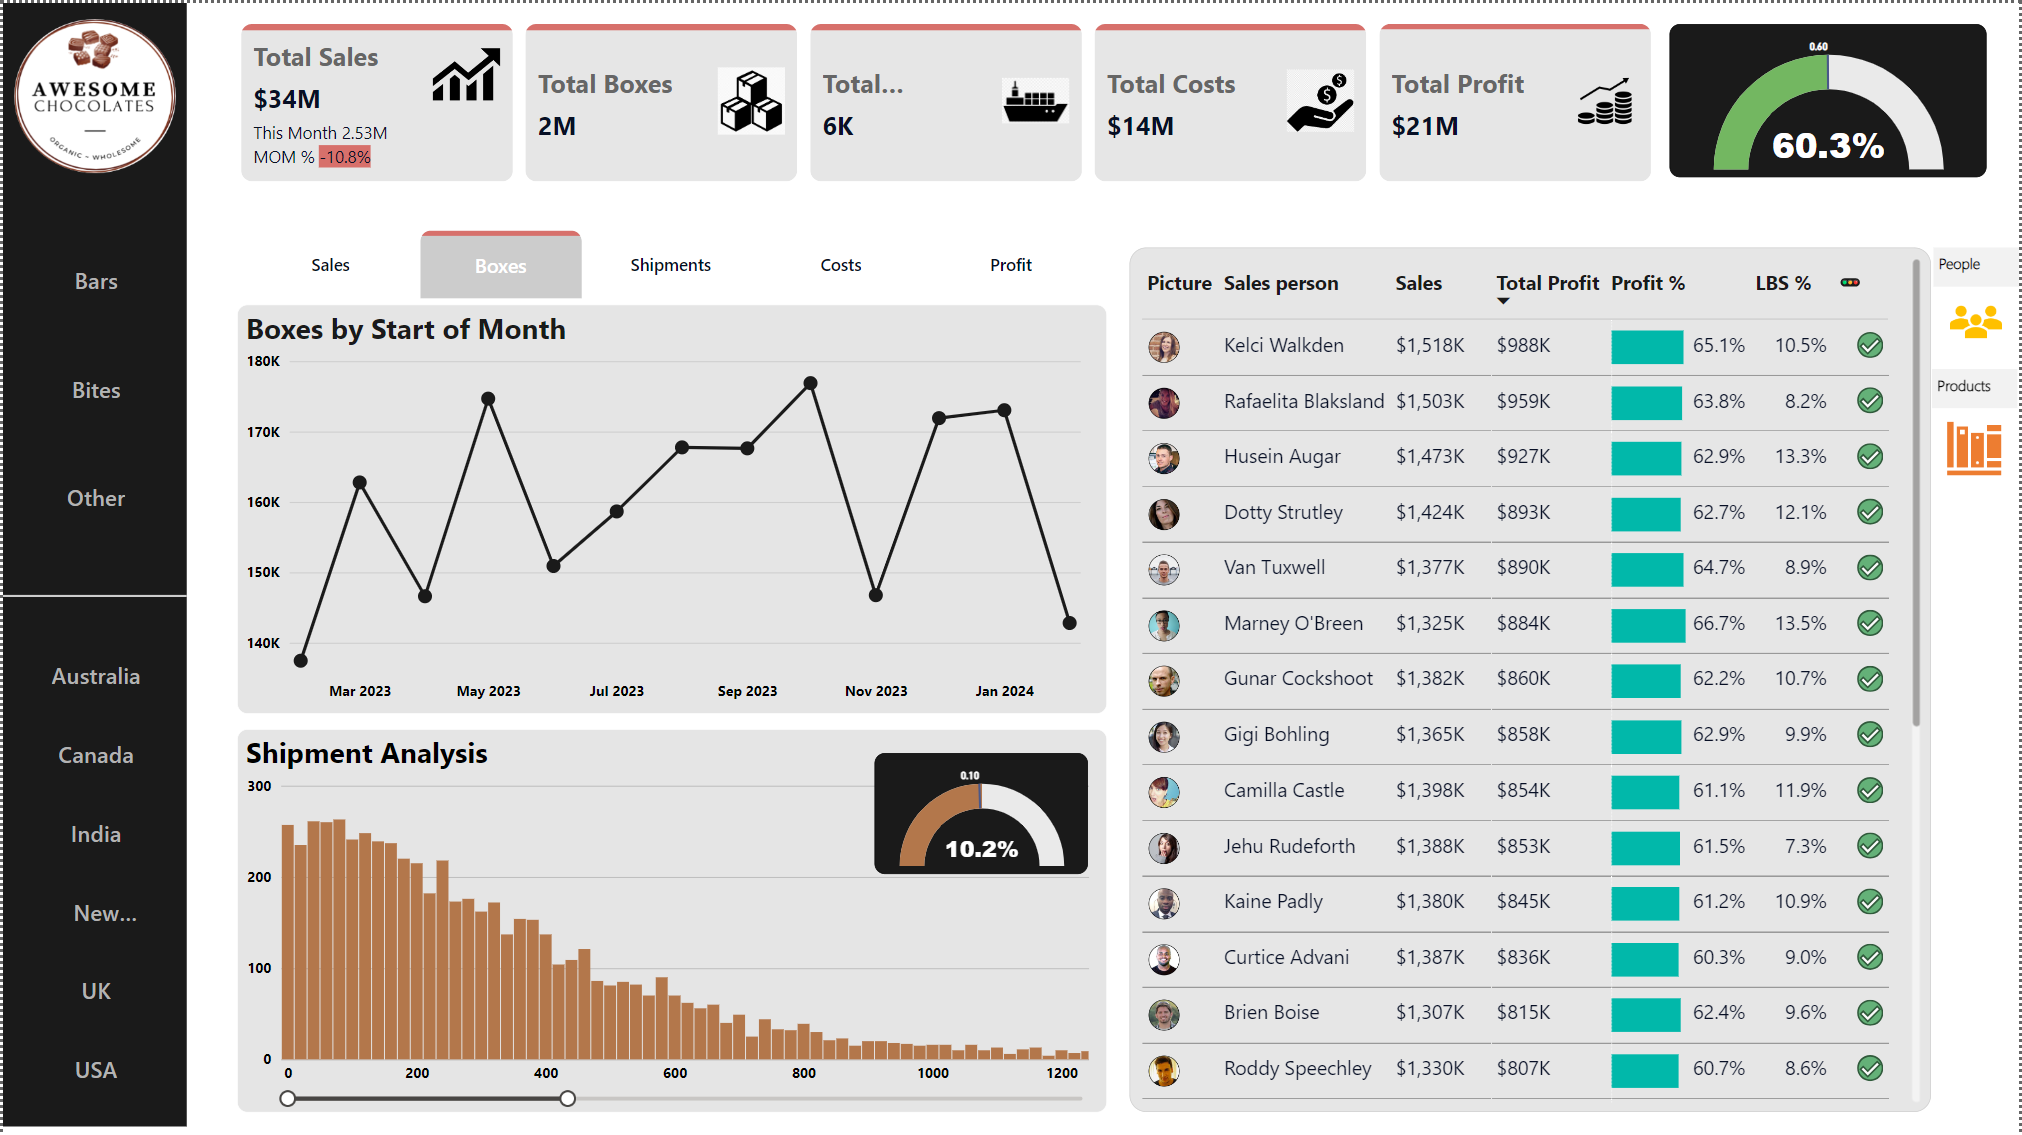 AWESOME
CHOCOLATES
ORGANIC ~ WHOLESOME
Bars
Bites
Other
Australia
Canada
India
New...
UK
USA
Total Sales
$34M
This Month 2.53M
MOM % -10.8%
Total Boxes
2M
Total...
6K
Total Costs
$14M
Total Profit
$21M
0.60
60.3%
Sales Boxes Shipments Costs Profit
Boxes by Start of Month
180K
170K
160K
150K
140K
Mar 2023 May 2023 Jul 2023 Sep 2023 Nov 2023 Jan 2024
Shipment Analysis
0.10
10.2%
300
200
100
0
0 200 400 600 800 1000 1200
Picture Sales person Sales Total Profit Profit % LBS %
Kelci Walkden $1,518K $988K 65.1% 10.5%
Rafaelita Blaksland $1,503K $959K 63.8% 8.2%
Husein Augar $1,473K $927K 62.9% 13.3%
Dotty Strutley $1,424K $893K 62.7% 12.1%
Van Tuxwell $1,377K $890K 64.7% 8.9%
Marney O'Breen $1,325K $884K 66.7% 13.5%
Gunar Cockshoot $1,382K $860K 62.2% 10.7%
Gigi Bohling $1,365K $858K 62.9% 9.9%
Camilla Castle $1,398K $854K 61.1% 11.9%
Jehu Rudeforth $1,388K $853K 61.5% 7.3%
Kaine Padly $1,380K $845K 61.2% 10.9%
Curtice Advani $1,387K $836K 60.3% 9.0%
Brien Boise $1,307K $815K 62.4% 9.6%
Roddy Speechley $1,330K $807K 60.7% 8.6%
People
Products